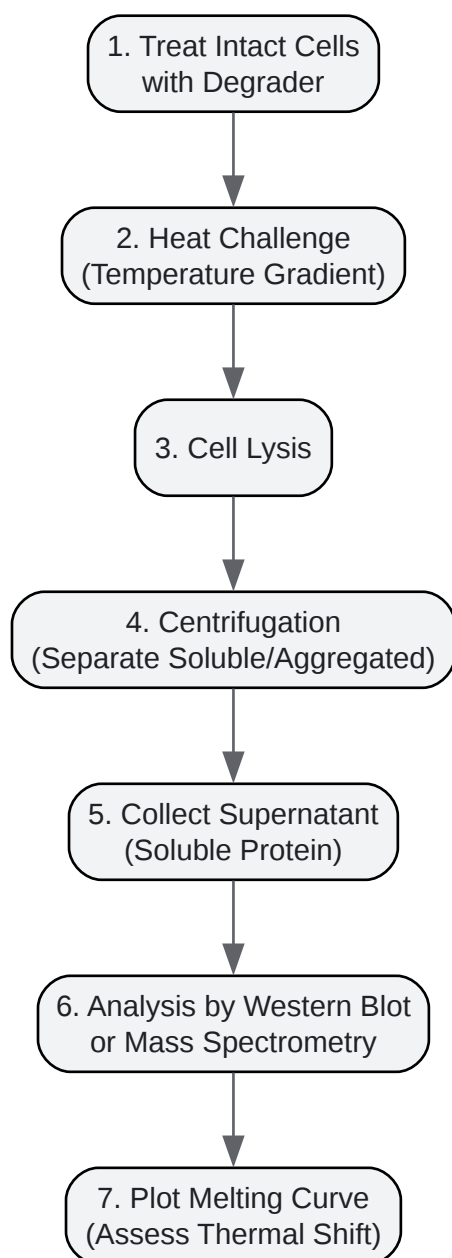 1. Treat Intact Cells
with Degrader
2. Heat Challenge
(Temperature Gradient)
3. Cell Lysis
4. Centrifugation
(Separate Soluble/Aggregated)
5. Collect Supernatant
(Soluble Protein)
6. Analysis by Western Blot
or Mass Spectrometry
7. Plot Melting Curve
(Assess Thermal Shift)